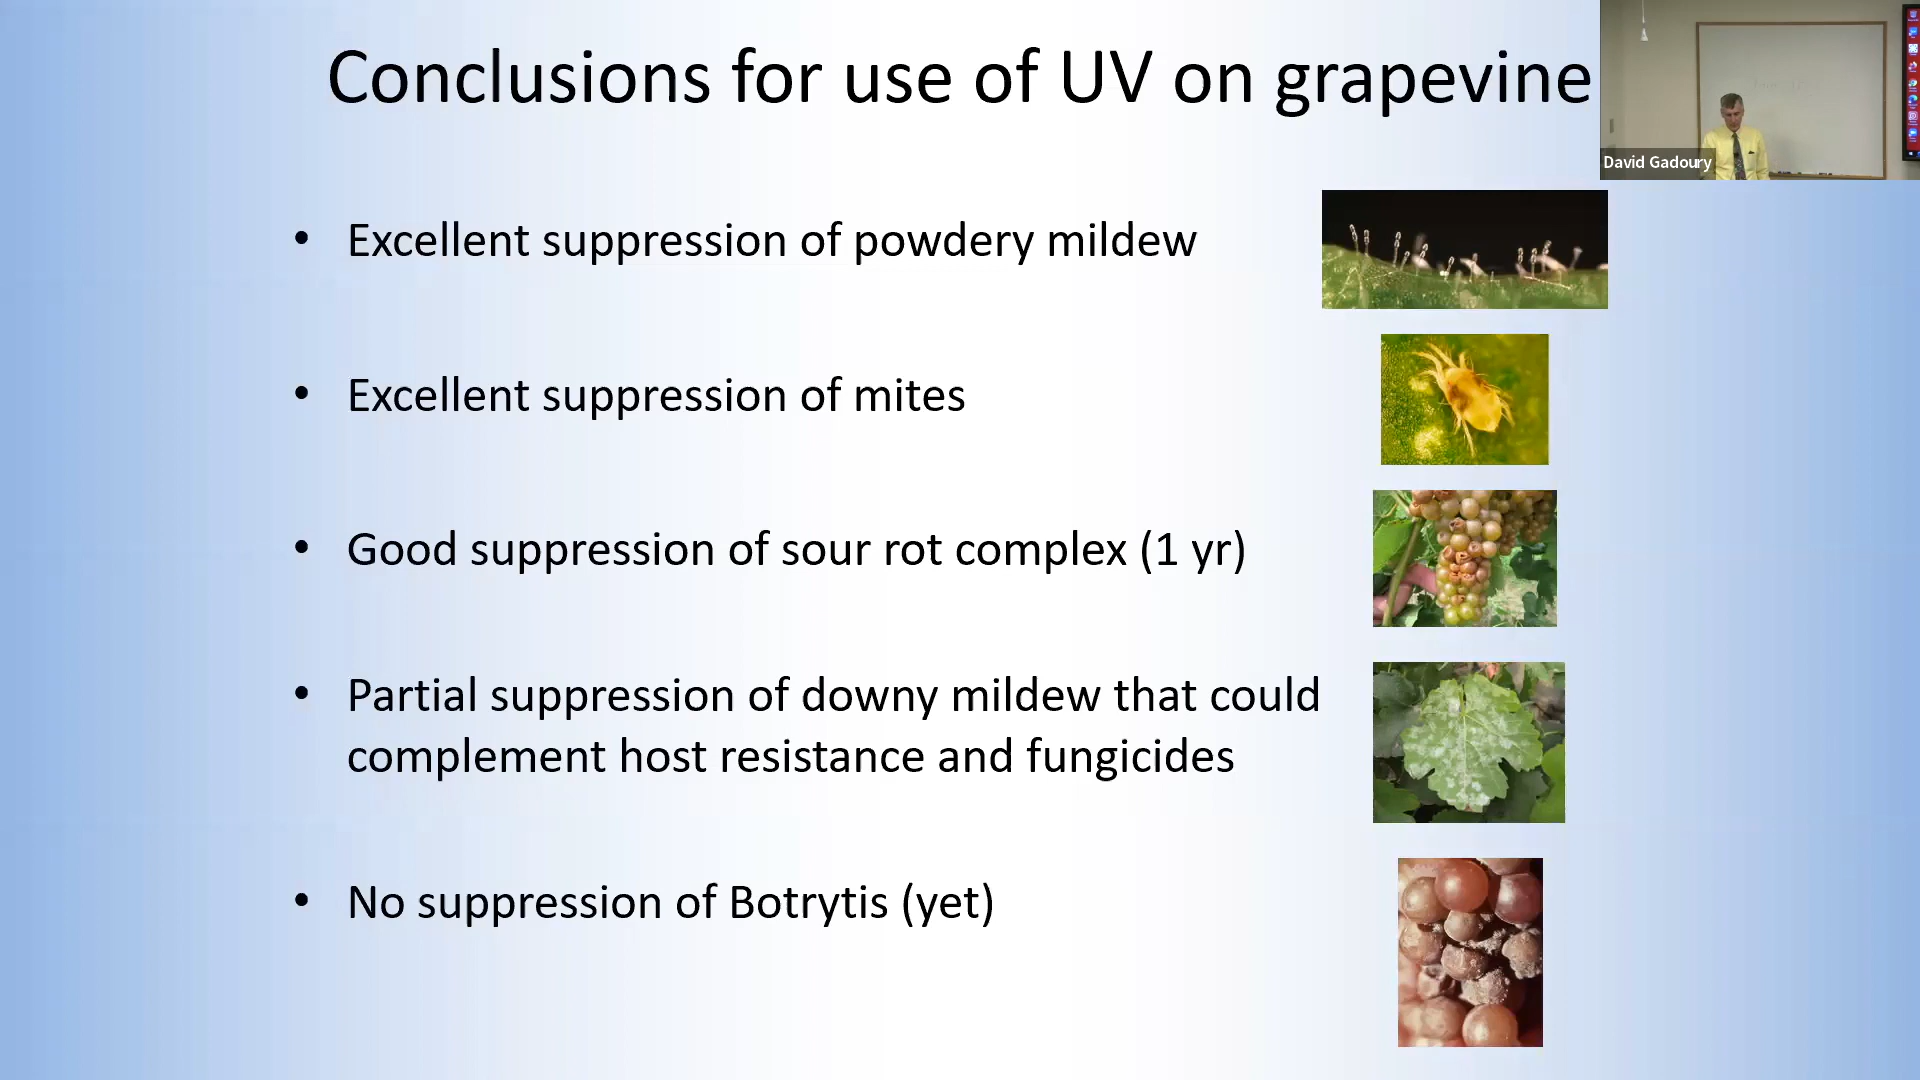 Conclusions for use of UV on grapevine
David Gadoury
• Excellent suppression of powdery mildew
• Excellent suppression of mites
• Good suppression of sour rot complex (1 yr)
• Partial suppression of downy mildew that could
complement host resistance and fungicides
• No suppression of Botrytis (yet)